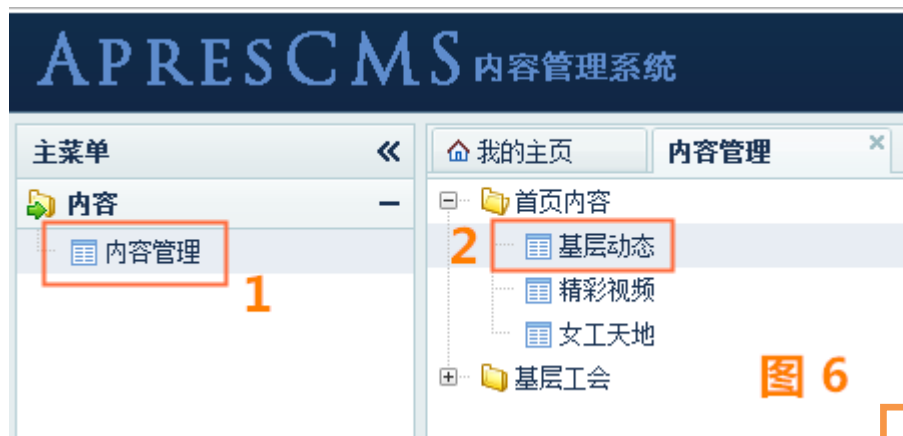 APRESCMS 内容管理系统
主菜单
内容
内容管理
1
我的主页 内容管理
首页内容
2 基层动态
精彩视频
女工天地
基层工会
图 6